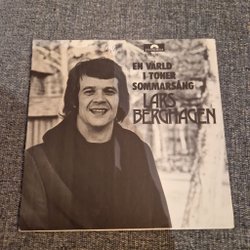 EN VÄRLD
I TONER
SOMMARSÅNG
LARS
BERGHAGEN